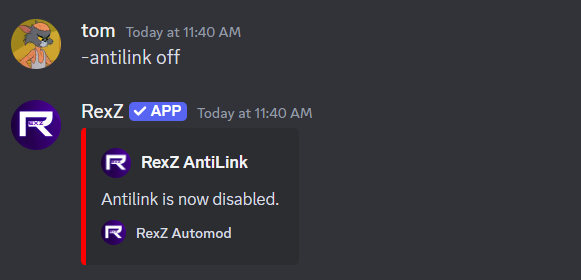 tom Today at 11:40 AM
-antilink off
RexZ ✓ APP Today at 11:40 AM
RexZ AntiLink
Antilink is now disabled.
RexZ Automod